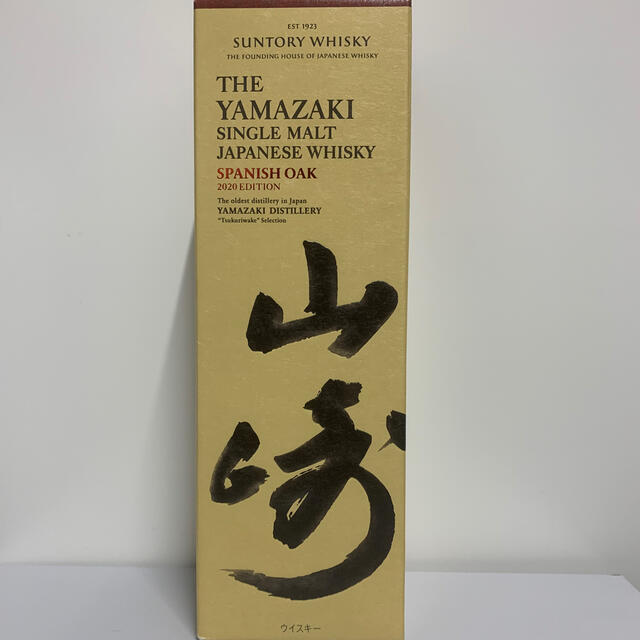 EST 1923
SUNTORY WHISKY
THE FOUNDING HOUSE OF JAPANESE WHISKY
THE
YAMAZAKI
SINGLE MALT
JAPANESE WHISKY
SPANISH OAK
2020 EDITION
The oldest distillery in Japan
YAMAZAKI DISTILLERY
"Tsukuriwake" Selection
山
崎
ウイスキー